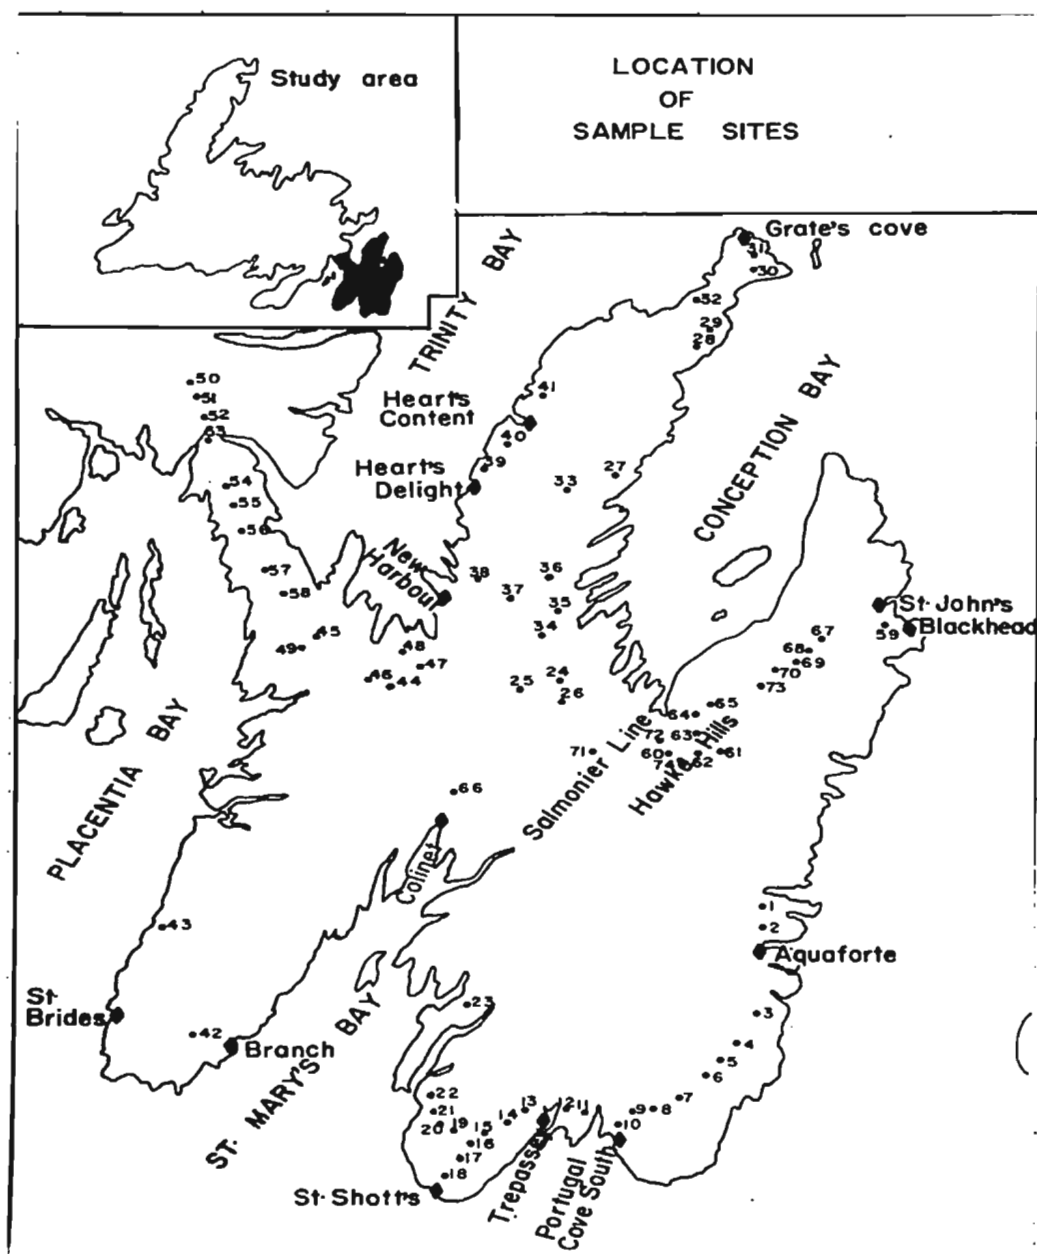 Study area
LOCATION
OF
SAMPLE SITES
Grate's cove
31
30
TRINITY BAY
32
29
28
50
51
52
53
Heart's
Content
41
40
CONCEPTION BAY
39
Heart's
Delight
33
27
54
55
56
57
58
New
Harbour
38
37
36
35
34
St. John's
Blackhead
59
67
68
69
70
73
45
49
48
47
46
44
25
24
26
65
64
72
63
60
74
62
61
71
Salmonier Line
Hawke Hills
PLACENTIA BAY
66
Colinet
43
1
2
Aquaforte
St.
Brides
42
Branch
ST. MARY'S BAY
23
3
4
5
6
7
8
9
10
11
12
13
14
15
16
17
18
19
20
21
22
St. Shott's
Trepassey
Portugal
Cove South